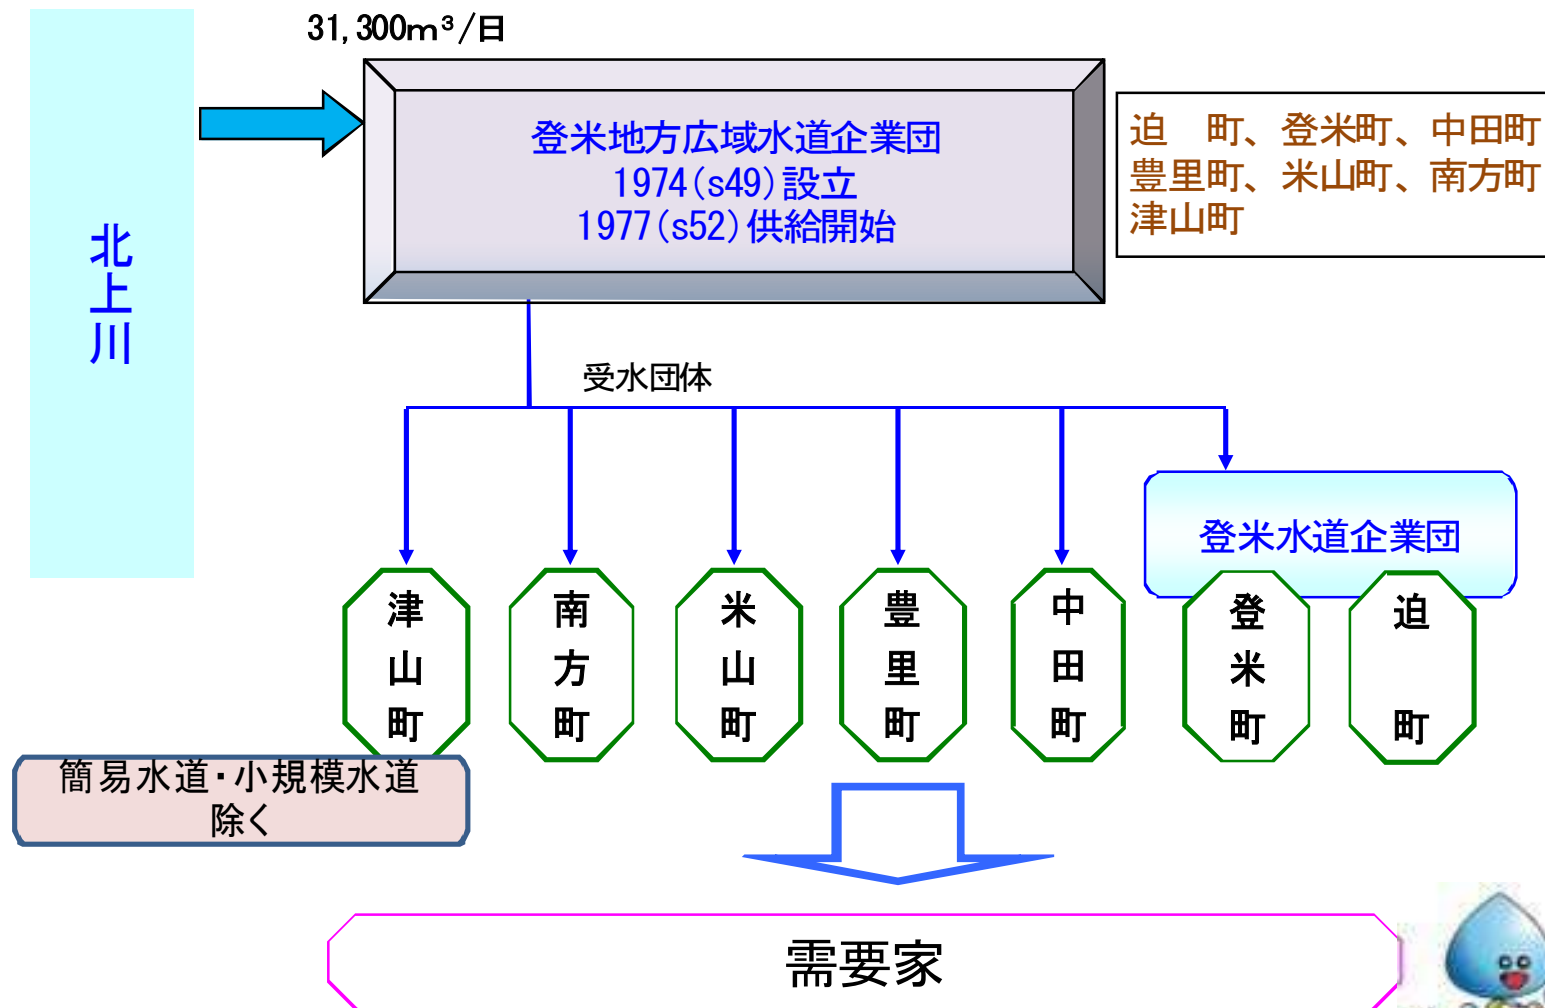 31,300m³/日
北上川
登米地方広域水道企業団
1974(s49)設立
1977(s52)供給開始
迫　町、登米町、中田町
豊里町、米山町、南方町
津山町
受水団体
登米水道企業団
津山町
南方町
米山町
豊里町
中田町
登米町
迫　町
簡易水道・小規模水道
除く
需要家